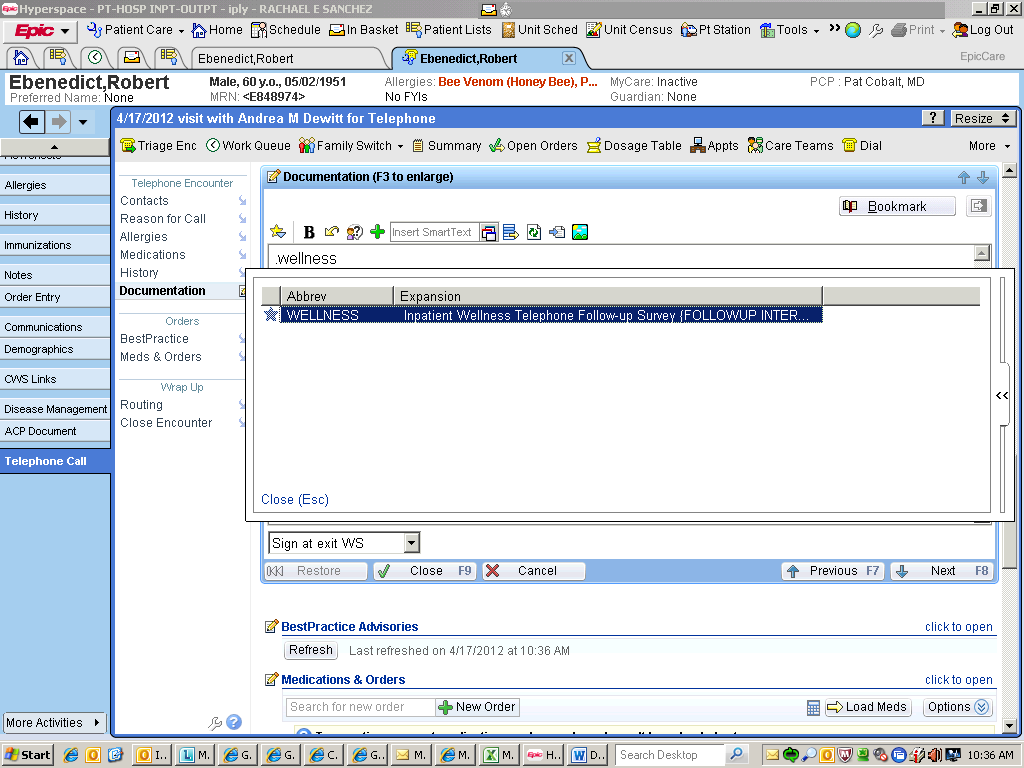 Epic Hyperspace - PT-HOSP INPT-OUTPT - iply - RACHAEL E SANCHEZ
Epic Patient Care Home Schedule In Basket Patient Lists Unit Sched Unit Census Pt Station Tools » Print Log Out
Ebenedict,Robert Ebenedict,Robert EpicCare
Ebenedict,Robert Male, 60 y.o., 05/02/1951 Allergies: Bee Venom (Honey Bee), P... MyCare: Inactive PCP : Pat Cobalt, MD
Preferred Name: None MRN: <E848974> No FYIs Guardian: None
4/17/2012 visit with Andrea M Dewitt for Telephone ? Resize
Triage Enc Work Queue Family Switch Summary Open Orders Dosage Table Appts Care Teams Dial More
Allergies
History
Immunizations
Notes
Order Entry
Communications
Demographics
CWS Links
Disease Management
ACP Document
Telephone Call
More Activities
Telephone Encounter
Contacts
Reason for Call
Allergies
Medications
History
Documentation
Orders
BestPractice
Meds & Orders
Wrap Up
Routing
Close Encounter
Documentation (F3 to enlarge)
Bookmark
B Insert SmartText
.wellness
Abbrev Expansion
WELLNESS Inpatient Wellness Telephone Follow-up Survey {FOLLOWUP INTER...
<<
Close (Esc)
Sign at exit WS
Restore Close F9 Cancel Previous F7 Next F8
BestPractice Advisories click to open
Refresh Last refreshed on 4/17/2012 at 10:36 AM
Medications & Orders click to open
Search for new order New Order Load Meds Options
Start I... M. G.. G. C.. G.. M.. M.. M.. H.. D.. Search Desktop 10:36 AM